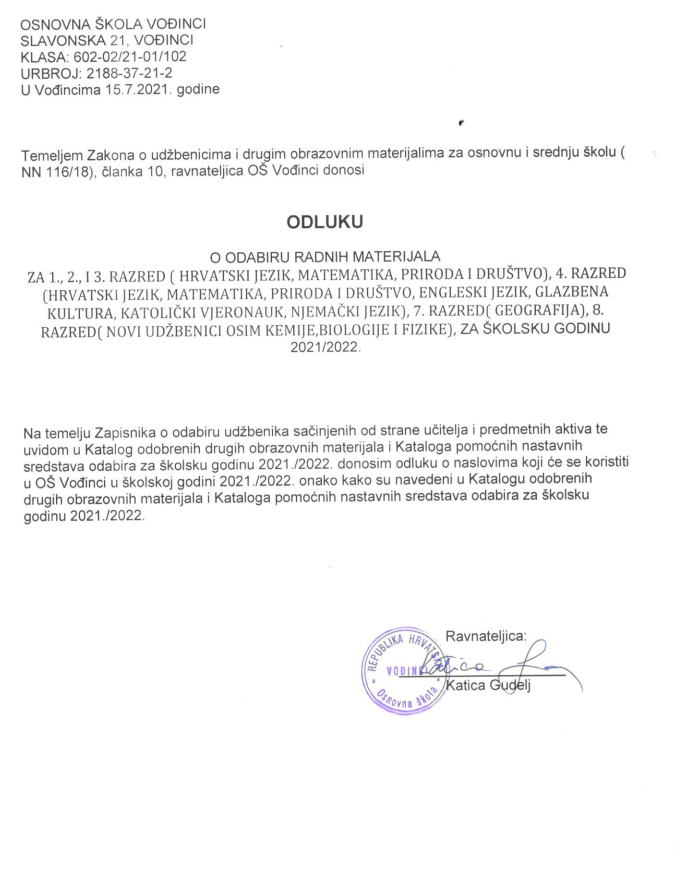 OSNOVNA ŠKOLA VOĐINCI
SLAVONSKA 21, VOĐINCI
KLASA: 602-02/21-01/102
URBROJ: 2188-37-21-2
U Vođincima 15.7.2021. godine
Temeljem Zakona o udžbenicima i drugim obrazovnim materijalima za osnovnu i srednju školu (
NN 116/18), članka 10, ravnateljica OŠ Vođinci donosi
ODLUKU
O ODABIRU RADNIH MATERIJALA
ZA 1., 2., I 3. RAZRED ( HRVATSKI JEZIK, MATEMATIKA, PRIRODA I DRUŠTVO), 4. RAZRED
(HRVATSKI JEZIK, MATEMATIKA, PRIRODA I DRUŠTVO, ENGLESKI JEZIK, GLAZBENA
KULTURA, KATOLIČKI VJERONAUK, NJEMAČKI JEZIK), 7. RAZRED( GEOGRAFIJA), 8.
RAZRED( NOVI UDŽBENICI OSIM KEMIJE,BIOLOGIJE I FIZIKE), ZA ŠKOLSKU GODINU
2021/2022.
Na temelju Zapisnika o odabiru udžbenika sačinjenih od strane učitelja i predmetnih aktiva te
uvidom u Katalog odobrenih drugih obrazovnih materijala i Kataloga pomoćnih nastavnih
sredstava odabira za školsku godinu 2021./2022. donosim odluku o naslovima koji će se koristiti
u OŠ Vođinci u školskoj godini 2021./2022. onako kako su navedeni u Katalogu odobrenih
drugih obrazovnih materijala i Kataloga pomoćnih nastavnih sredstava odabira za školsku
godinu 2021./2022.
Ravnateljica:
REPUBLIKA HRVATS
VOĐIN
Osnovna škola
Katica
Katica Gudelj